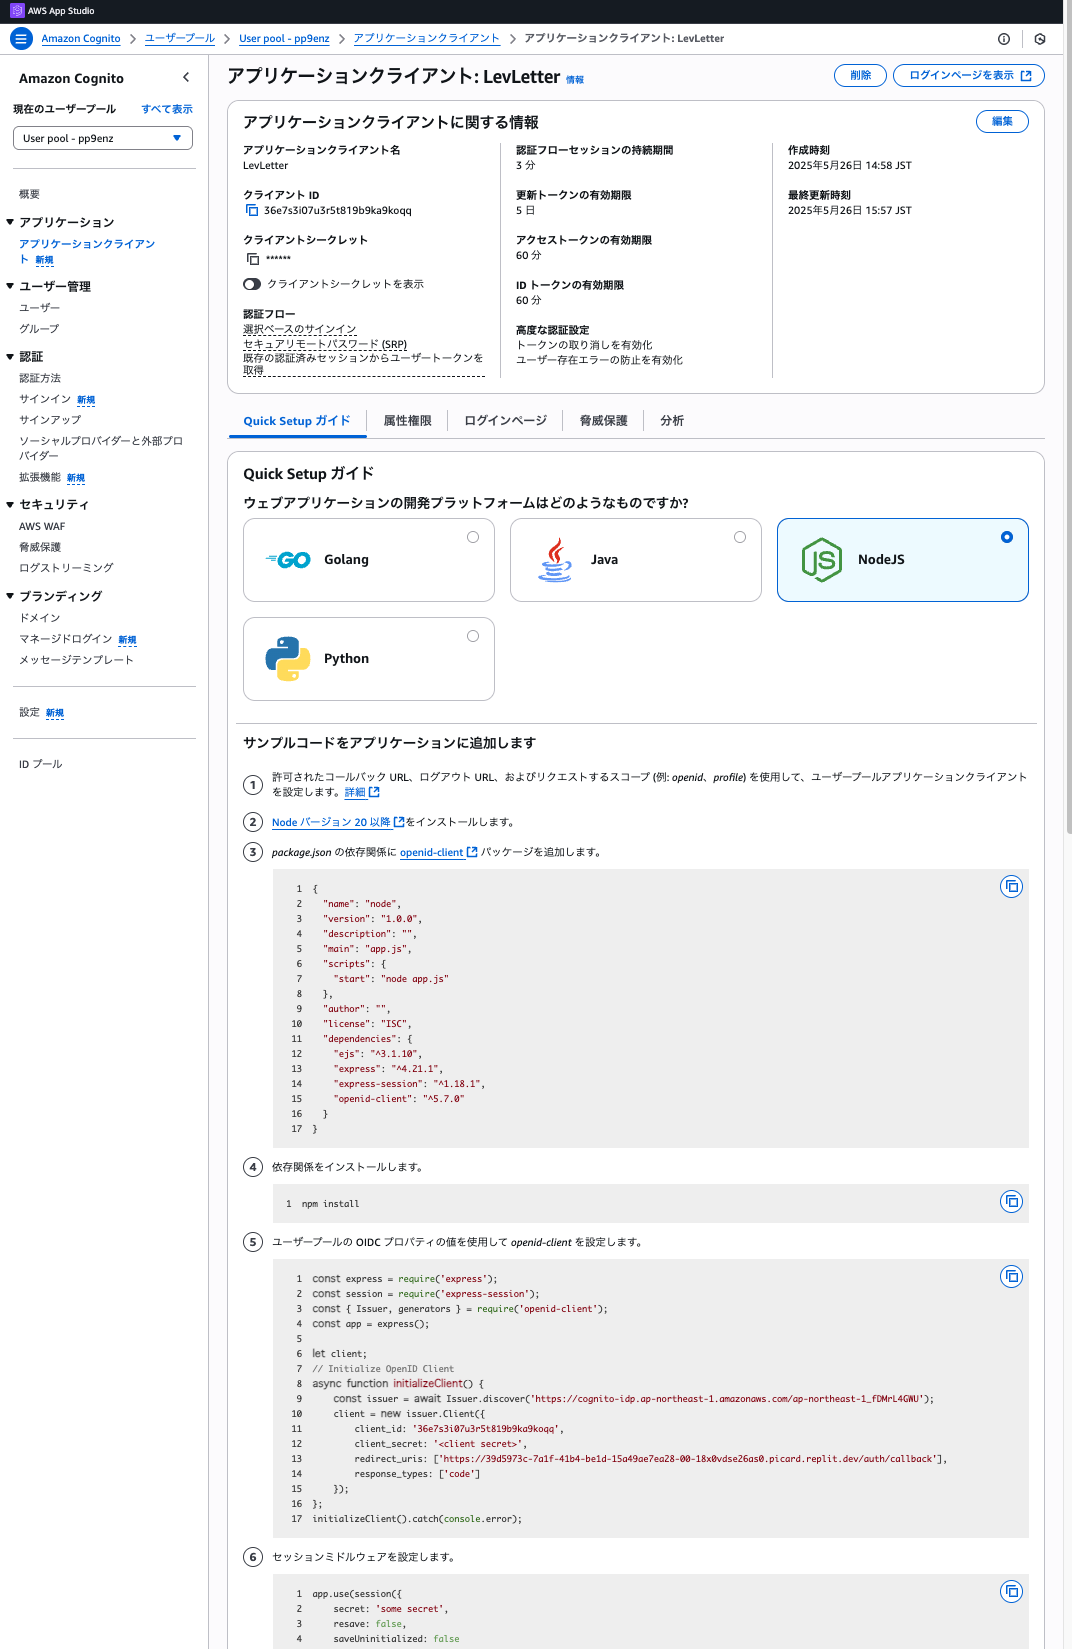 AWS App Studio
Amazon Cognito > ユーザープール > User pool - pp9enz > アプリケーションクライアント > アプリケーションクライアント: LevLetter
Amazon Cognito
現在のユーザープール すべて表示
User pool - pp9enz
概要
アプリケーション
アプリケーションクライアン
ト 新規
ユーザー管理
ユーザー
グループ
認証
認証方法
サインイン 新規
サインアップ
ソーシャルプロバイダーと外部プロ
バイダー
拡張機能 新規
セキュリティ
AWS WAF
脅威保護
ログストリーミング
ブランディング
ドメイン
マネージドログイン 新規
メッセージテンプレート
設定 新規
ID プール
アプリケーションクライアント: LevLetter 情報
削除
ログインページを表示
アプリケーションクライアントに関する情報
編集
アプリケーションクライアント名
LevLetter
クライアント ID
36e7s3i07u3r5t819b9ka9koqq
クライアントシークレット
******
クライアントシークレットを表示
認証フロー
選択ベースのサインイン
セキュアリモートパスワード (SRP)
既存の認証済みセッションからユーザートークンを
取得
認証フローセッションの持続期間
3 分
更新トークンの有効期限
5 日
アクセストークンの有効期限
60 分
ID トークンの有効期限
60 分
高度な認証設定
トークンの取り消しを有効化
ユーザー存在エラーの防止を有効化
作成時刻
2025年5月26日 14:58 JST
最終更新時刻
2025年5月26日 15:57 JST
Quick Setup ガイド
属性権限
ログインページ
脅威保護
分析
Quick Setup ガイド
ウェブアプリケーションの開発プラットフォームはどのようなものですか?
GO Golang
Java
JS NodeJS
Python
サンプルコードをアプリケーションに追加します
1 許可されたコールバック URL、ログアウト URL、およびリクエストするスコープ (例: openid、profile) を使用して、ユーザープールアプリケーションクライアント
を設定します。詳細
2 Node バージョン 20 以降をインストールします。
3 package.json の依存関係に openid-client パッケージを追加します。
1 {
2 "name": "node",
3 "version": "1.0.0",
4 "description": "",
5 "main": "app.js",
6 "scripts": {
7 "start": "node app.js"
8 },
9 "author": "",
10 "license": "ISC",
11 "dependencies": {
12 "ejs": "^3.1.10",
13 "express": "^4.21.1",
14 "express-session": "^1.18.1",
15 "openid-client": "^5.7.0"
16 }
17 }
4 依存関係をインストールします。
1 npm install
5 ユーザープールの OIDC プロパティの値を使用して openid-client を設定します。
1 const express = require('express');
2 const session = require('express-session');
3 const { Issuer, generators } = require('openid-client');
4 const app = express();
5
6 let client;
7 // Initialize OpenID Client
8 async function initializeClient() {
9 const issuer = await Issuer.discover('https://cognito-idp.ap-northeast-1.amazonaws.com/ap-northeast-1_fDMrL4GWU');
10 client = new issuer.Client({
11 client_id: '36e7s3i07u3r5t819b9ka9koqq',
12 client_secret: '<client secret>',
13 redirect_uris: ['https://39d5973c-7a1f-41b4-be1d-15a49ae7ea28-00-18x0vdse26as0.picard.replit.dev/auth/callback'],
14 response_types: ['code']
15 });
16 };
17 initializeClient().catch(console.error);
6 セッションミドルウェアを設定します。
1 app.use(session({
2 secret: 'some secret',
3 resave: false,
4 saveUninitialized: false